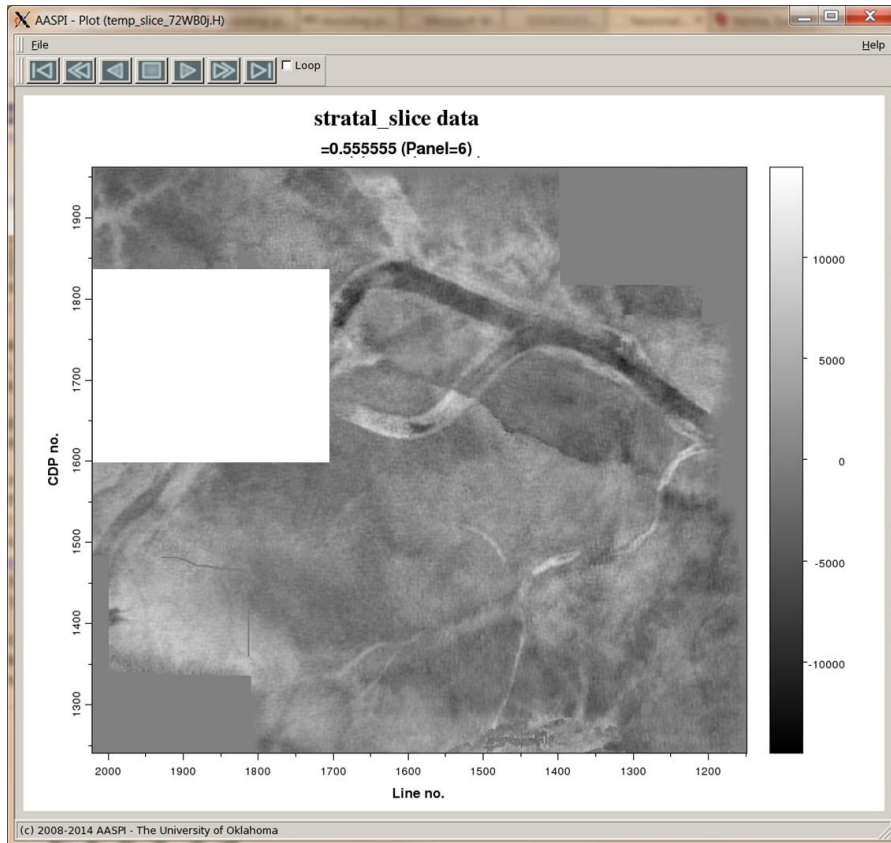 AASPI - Plot (temp_slice_72WB0j.H)
File
Help
Loop
stratal_slice data
=0.555555 (Panel=6)
CDP no.
1900
1800
1700
1600
1500
1400
1300
10000
5000
0
-5000
-10000
2000
1900
1800
1700
1600
1500
1400
1300
1200
Line no.
(c) 2008-2014 AASPI - The University of Oklahoma